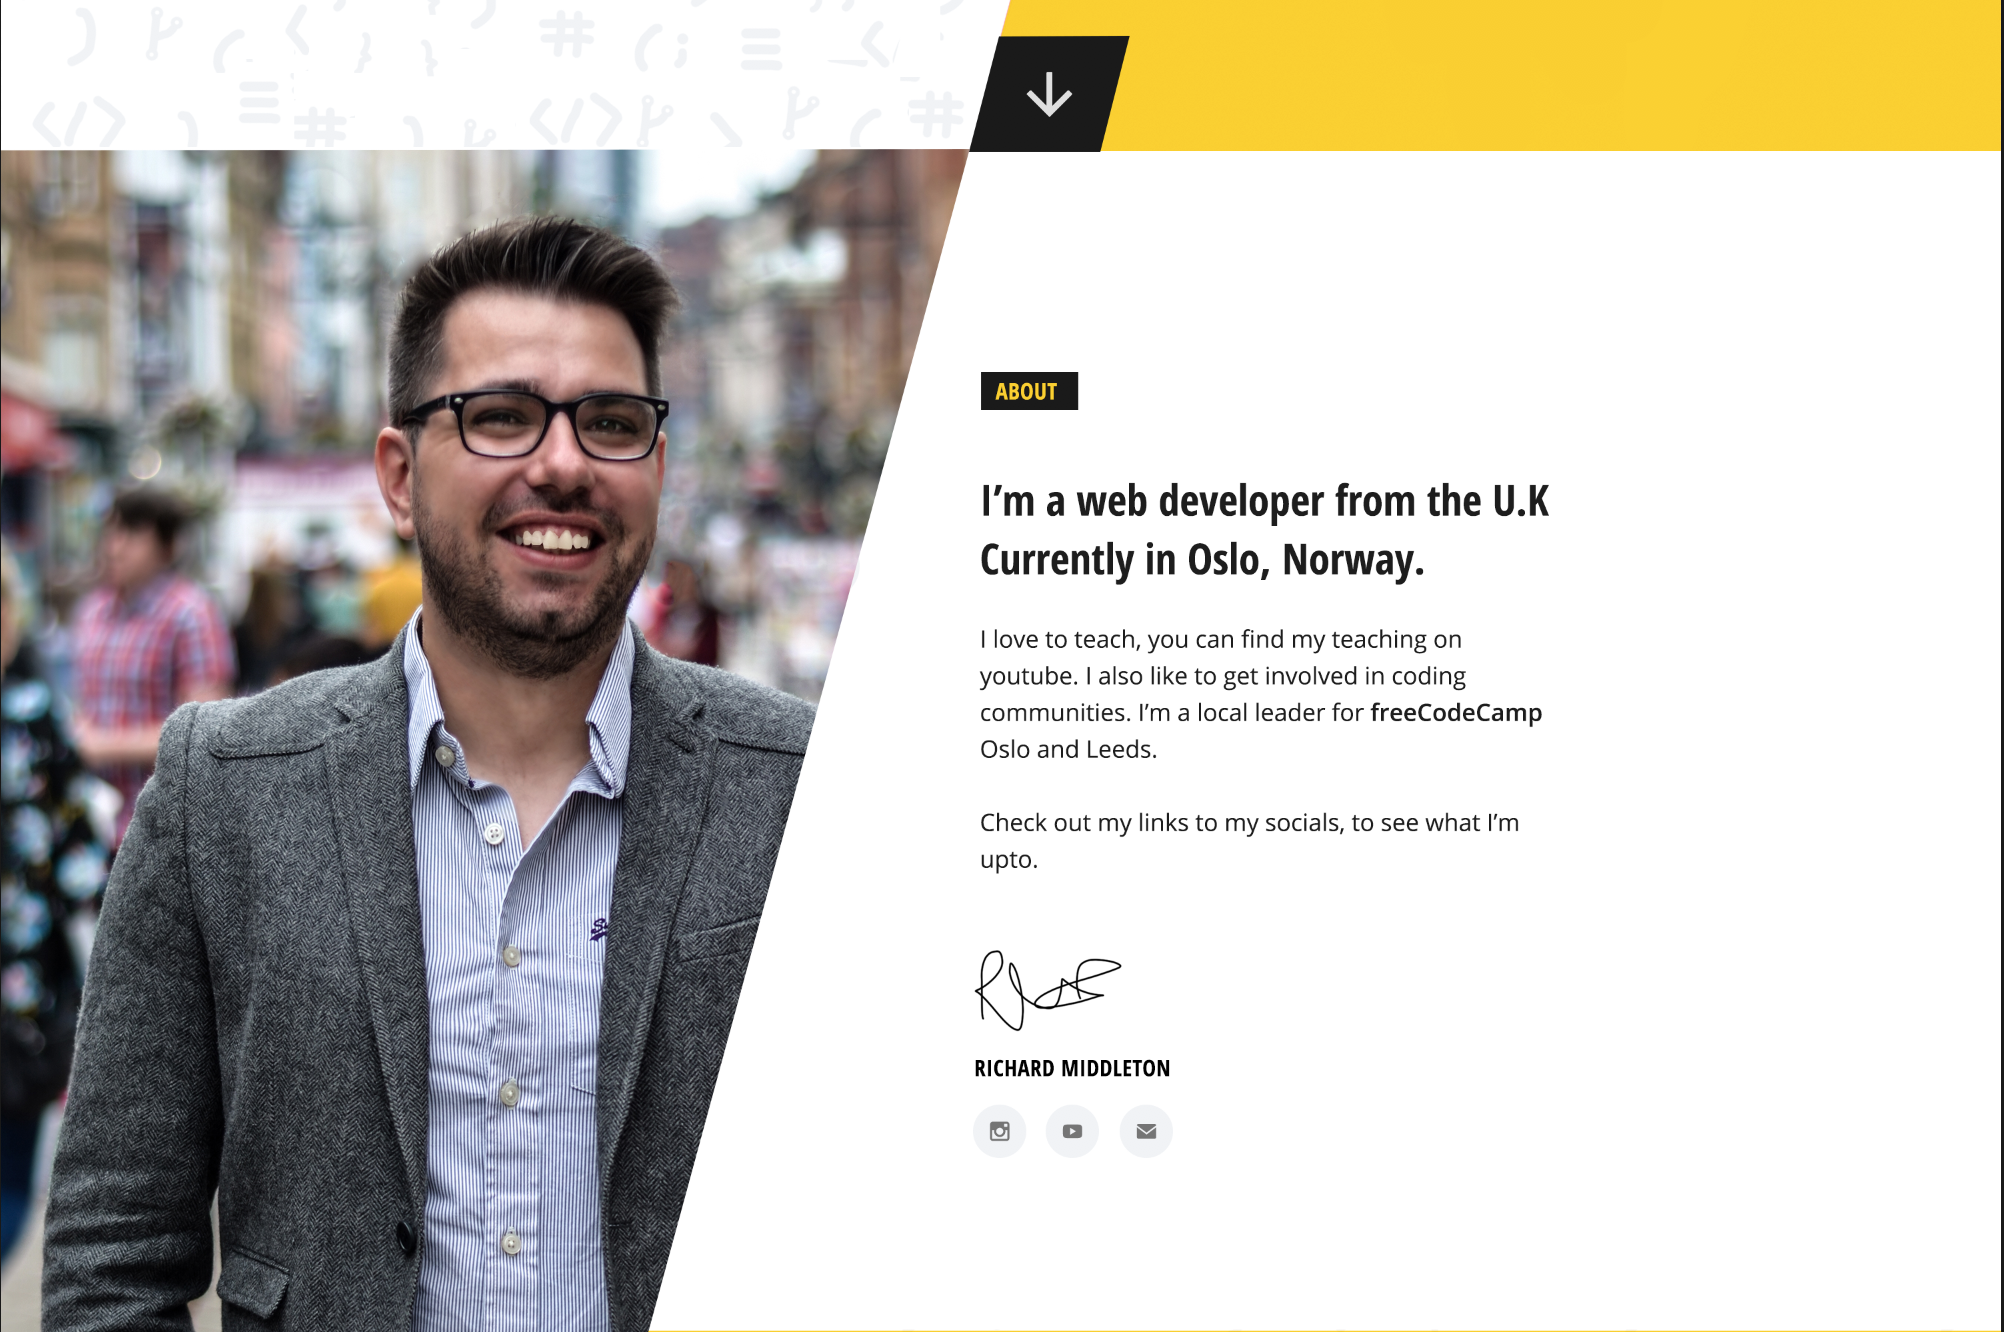 ABOUT
I’m a web developer from the U.K
Currently in Oslo, Norway.
I love to teach, you can find my teaching on
youtube. I also like to get involved in coding
communities. I’m a local leader for freeCodeCamp
Oslo and Leeds.
Check out my links to my socials, to see what I’m
upto.
RICHARD MIDDLETON